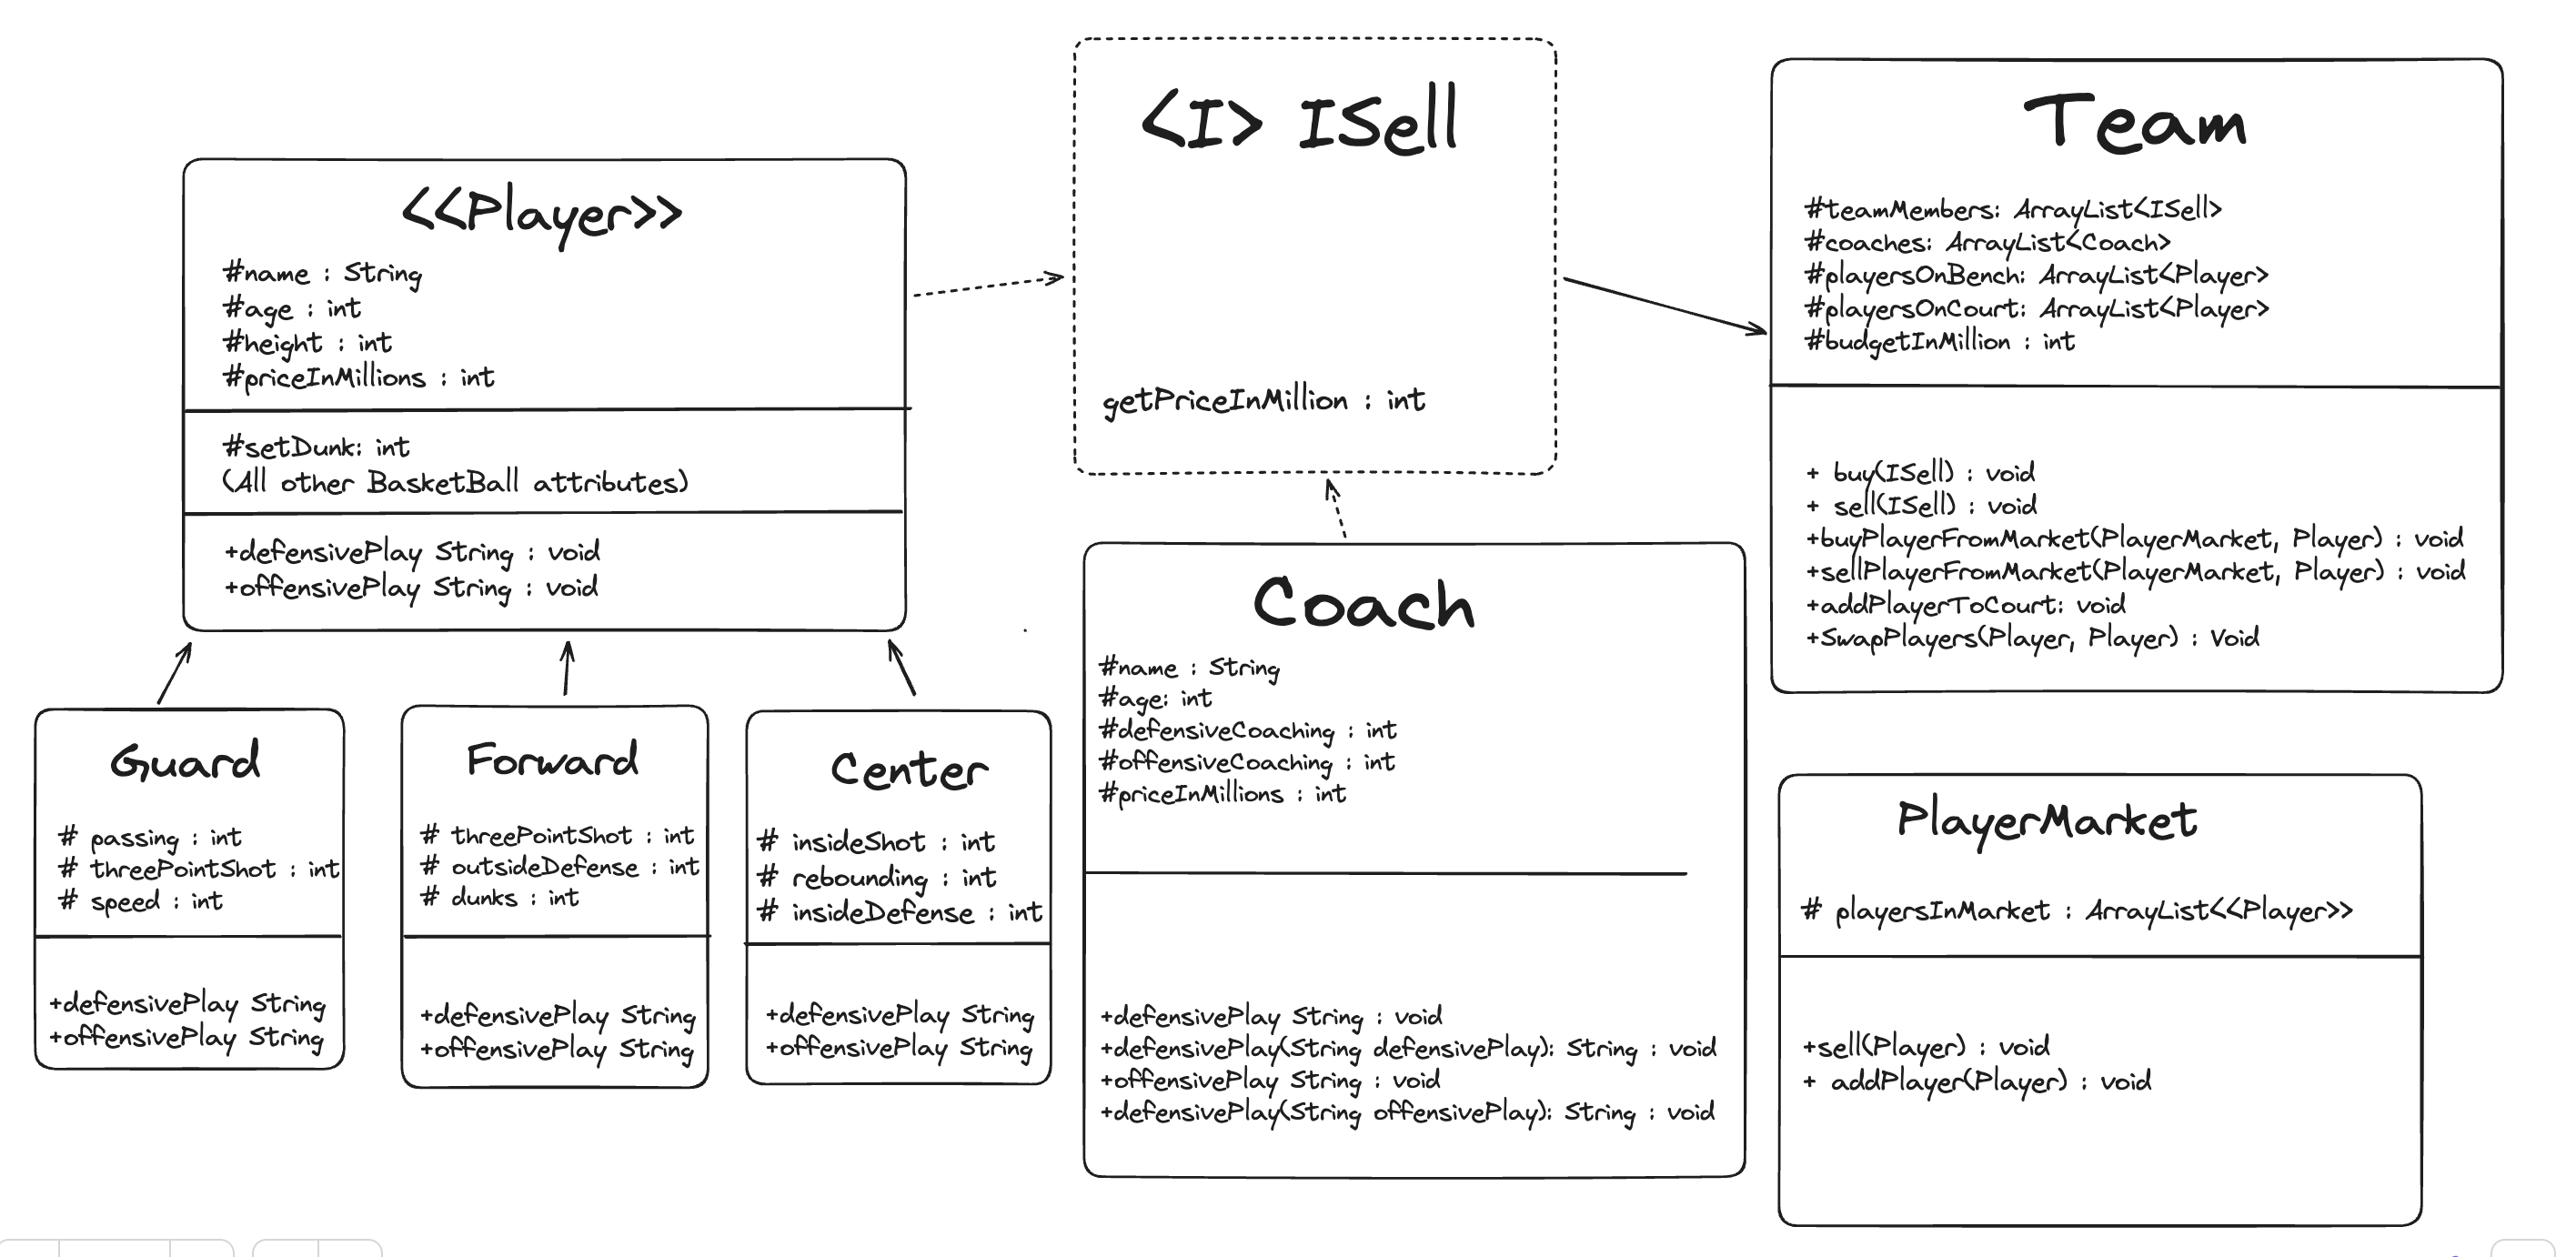 <<Player>>
#name : String
#age : int
#height : int
#priceInMillions : int
#setDunk: int
(All other BasketBall attributes)
+defensivePlay String : void
+offensivePlay String : void
<I> ISell
getPriceInMillion : int
Team
#teamMembers: ArrayList<ISell>
#coaches: ArrayList<Coach>
#playersOnBench: ArrayList<Player>
#playersOnCourt: ArrayList<Player>
#budgetInMillion : int
+ buy(ISell) : void
+ sell(ISell) : void
+buyPlayerFromMarket(PlayerMarket, Player) : void
+sellPlayerFromMarket(PlayerMarket, Player) : void
+addPlayerToCourt: void
+SwapPlayers(Player, Player) : Void
Guard
# passing : int
# threePointShot : int
# speed : int
+defensivePlay String
+offensivePlay String
Forward
# threePointShot : int
# outsideDefense : int
# dunks : int
+defensivePlay String
+offensivePlay String
Center
# insideShot : int
# rebounding : int
# insideDefense : int
+defensivePlay String
+offensivePlay String
Coach
#name : String
#age: int
#defensiveCoaching : int
#offensiveCoaching : int
#priceInMillions : int
+defensivePlay String : void
+defensivePlay(String defensivePlay): String : void
+offensivePlay String : void
+defensivePlay(String offensivePlay): String : void
PlayerMarket
# playersInMarket : ArrayList<<Player>>
+sell(Player) : void
+ addPlayer(Player) : void